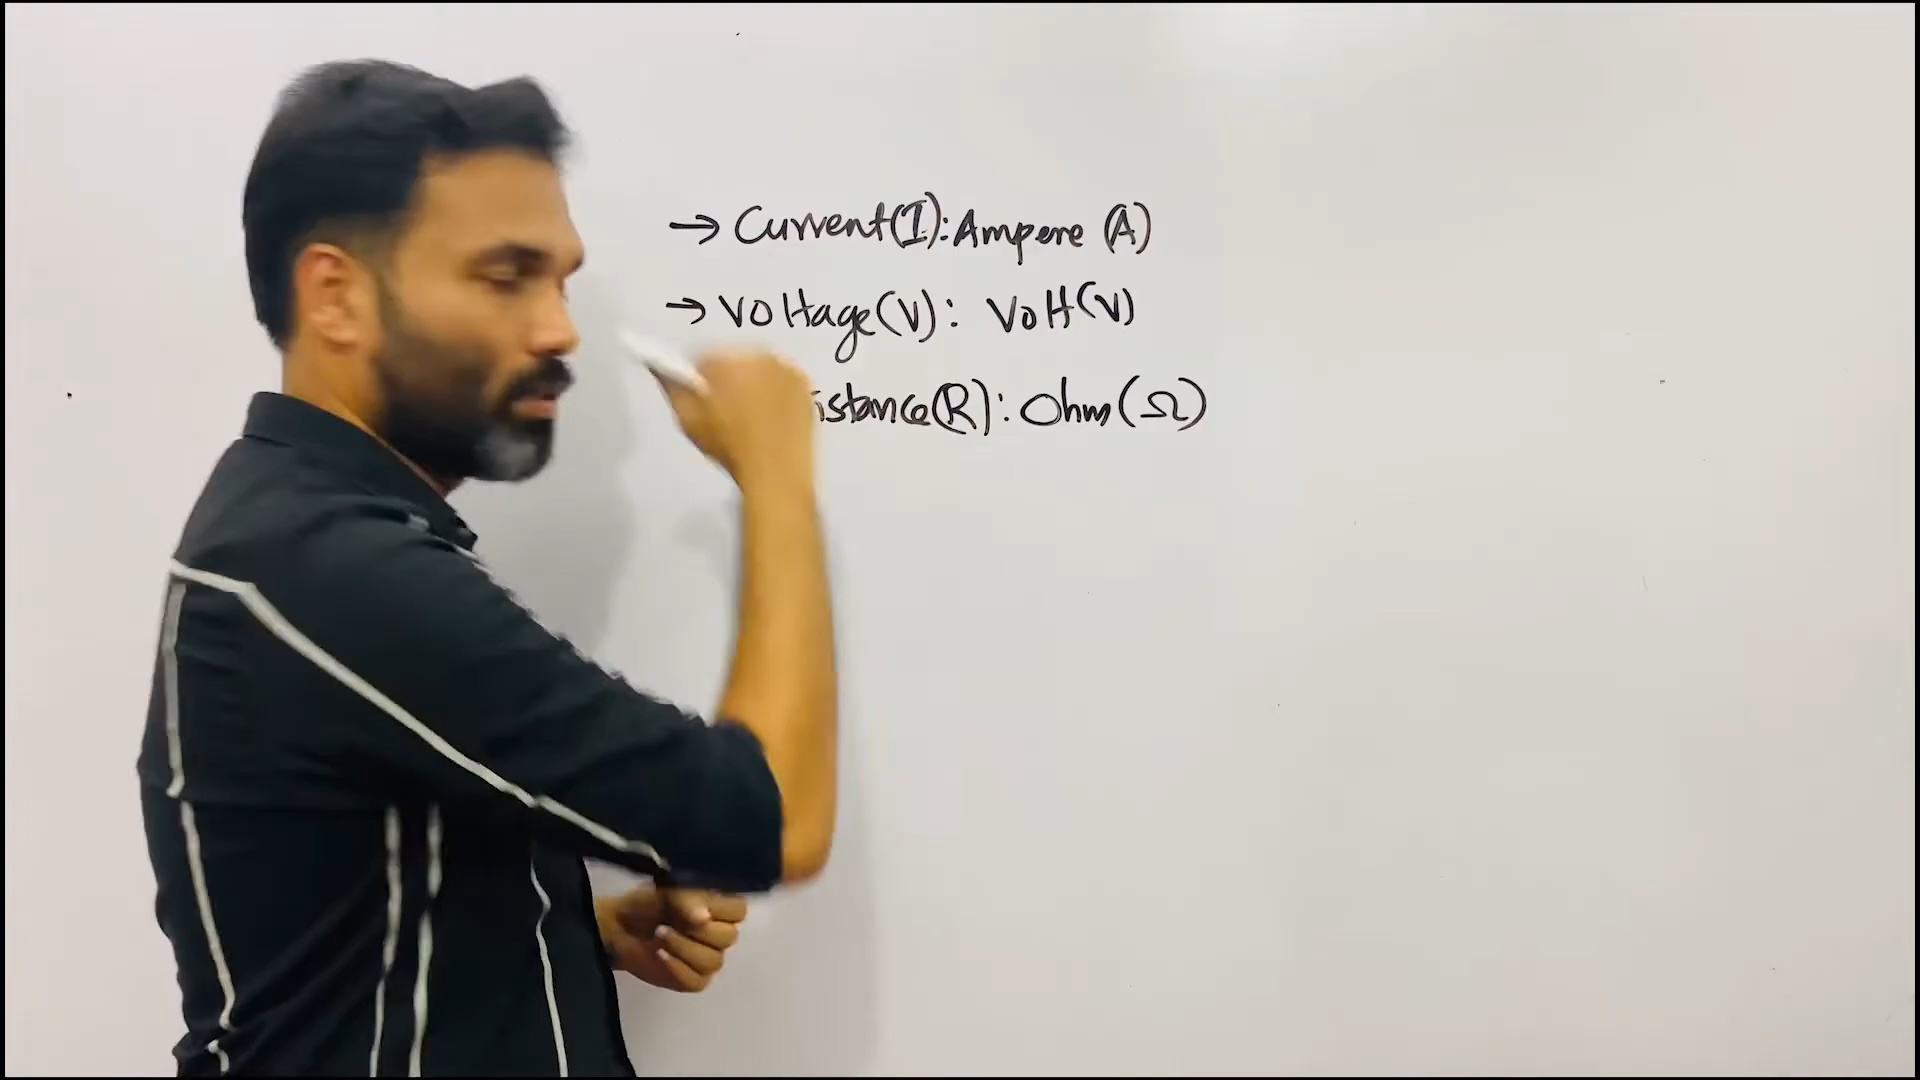 → Current(I): Ampere (A)
→ Voltage(V): Volt(V)
istance(R): Ohm(Ω)